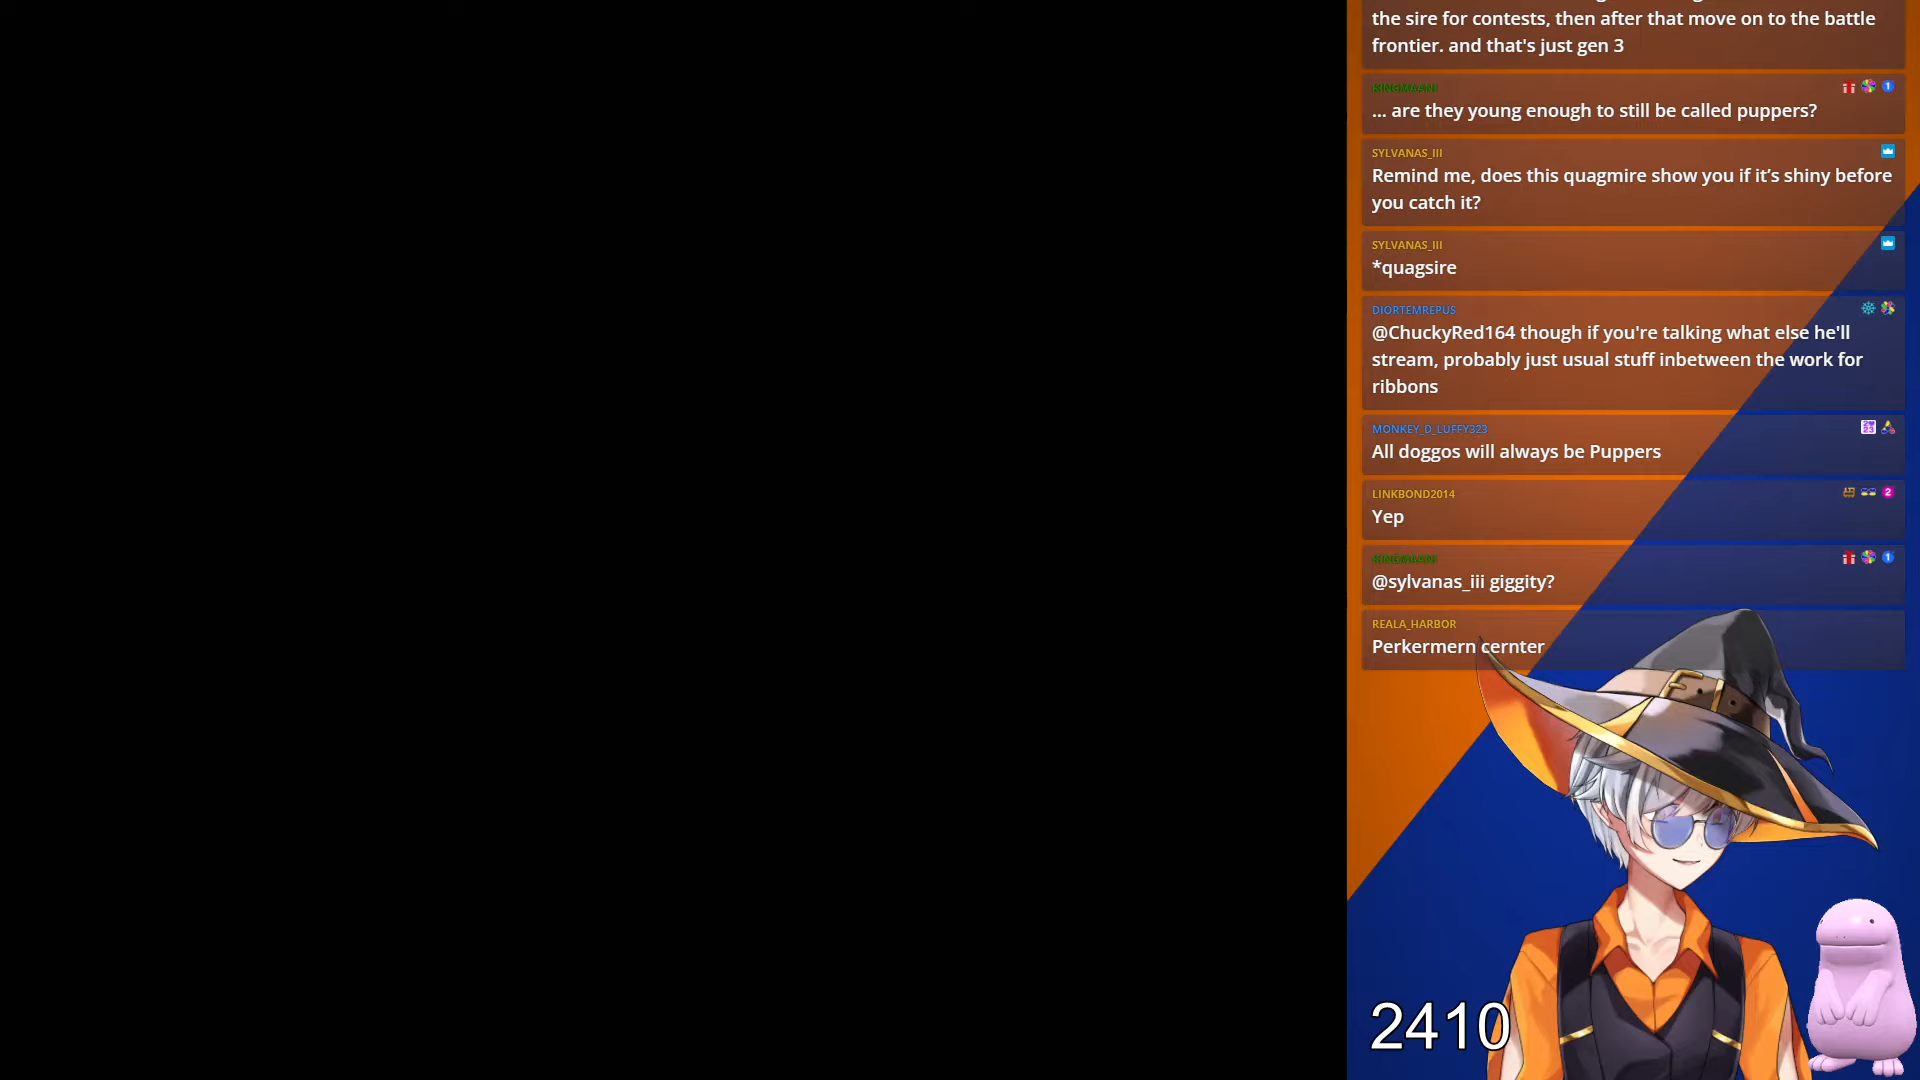 the sire for contests, then after that move on to the battle
frontier. and that's just gen 3
KINGMAANI
... are they young enough to still be called puppers?
SYLVANAS_III
Remind me, does this quagmire show you if it’s shiny before
you catch it?
SYLVANAS_III
*quagsire
DIORTEMREPUS
@ChuckyRed164 though if you're talking what else he'll
stream, probably just usual stuff inbetween the work for
ribbons
MONKEY_D_LUFFY323
All doggos will always be Puppers
LINKBOND2014
Yep
KINGMAANI
@sylvanas_iii giggity?
REALA_HARBOR
Perkermern cernter
2410